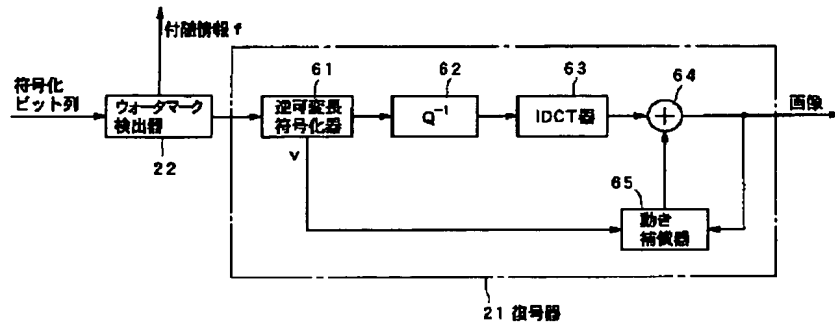 付随情報 f
符号化
ビット列
ウォータマーク
検出器
22
61
逆可変長
符号化器
v
62
Q⁻¹
63
IDCT器
64
+
画像
65
動き
補償器
21 復号器